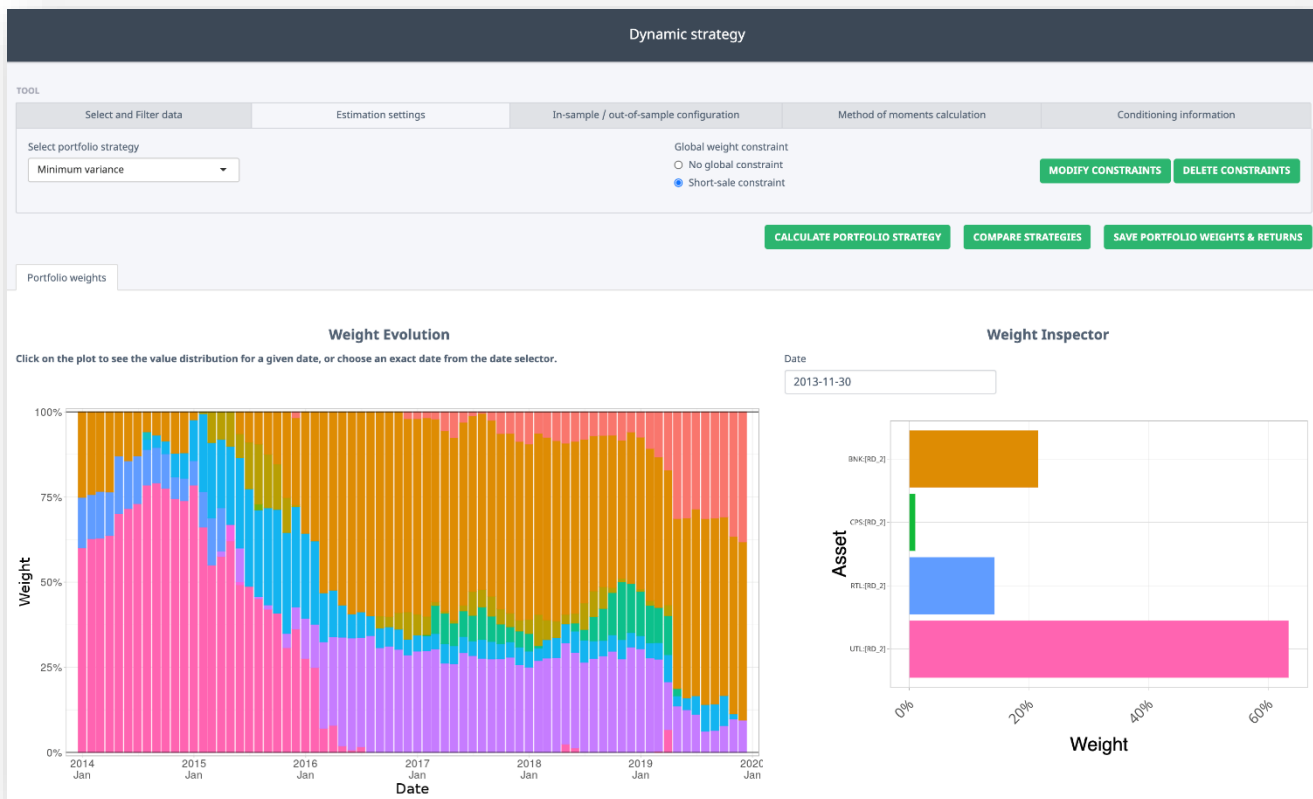 Dynamic strategy
TOOL
Select and Filter data
Estimation settings
In-sample / out-of-sample configuration
Method of moments calculation
Conditioning information
Select portfolio strategy
Minimum variance
Global weight constraint
No global constraint
Short-sale constraint
MODIFY CONSTRAINTS
DELETE CONSTRAINTS
CALCULATE PORTFOLIO STRATEGY
COMPARE STRATEGIES
SAVE PORTFOLIO WEIGHTS & RETURNS
Portfolio weights
Weight Evolution
Click on the plot to see the value distribution for a given date, or choose an exact date from the date selector.
100%
75%
50%
25%
0%
Weight
2014
Jan
2015
Jan
2016
Jan
2017
Jan
2018
Jan
2019
Jan
2020
Jan
Date
Weight Inspector
Date
2013-11-30
BNK:[RD_2]
CPS:[RD_2]
RTL:[RD_2]
UTL:[RD_2]
Asset
0%
20%
40%
60%
Weight